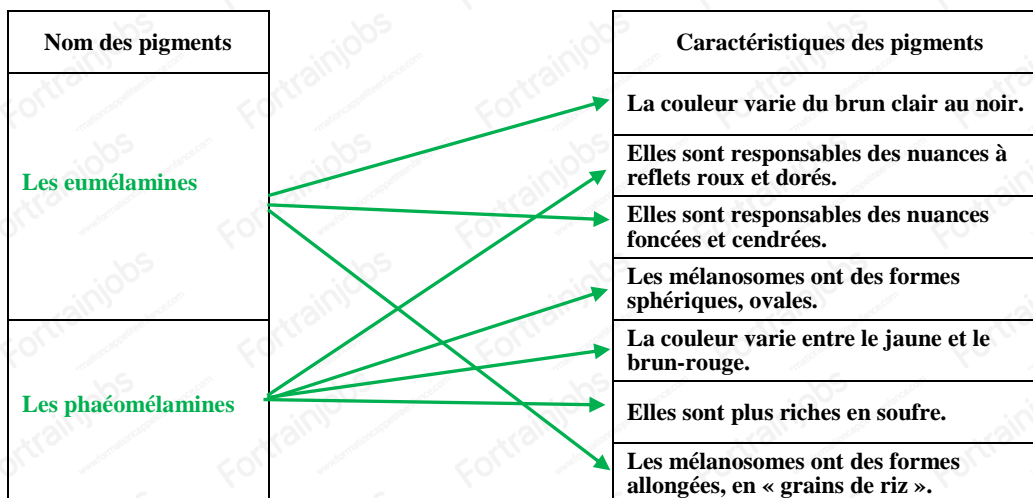 Nom des pigments
Caractéristiques des pigments
Les eumélamines
La couleur varie du brun clair au noir.
Elles sont responsables des nuances à
reflets roux et dorés.
Elles sont responsables des nuances
foncées et cendrées.
Les mélanosomes ont des formes
sphériques, ovales.
Les phaéomélamines
La couleur varie entre le jaune et le
brun-rouge.
Elles sont plus riches en soufre.
Les mélanosomes ont des formes
allongées, en « grains de riz ».
Fortrainjobs